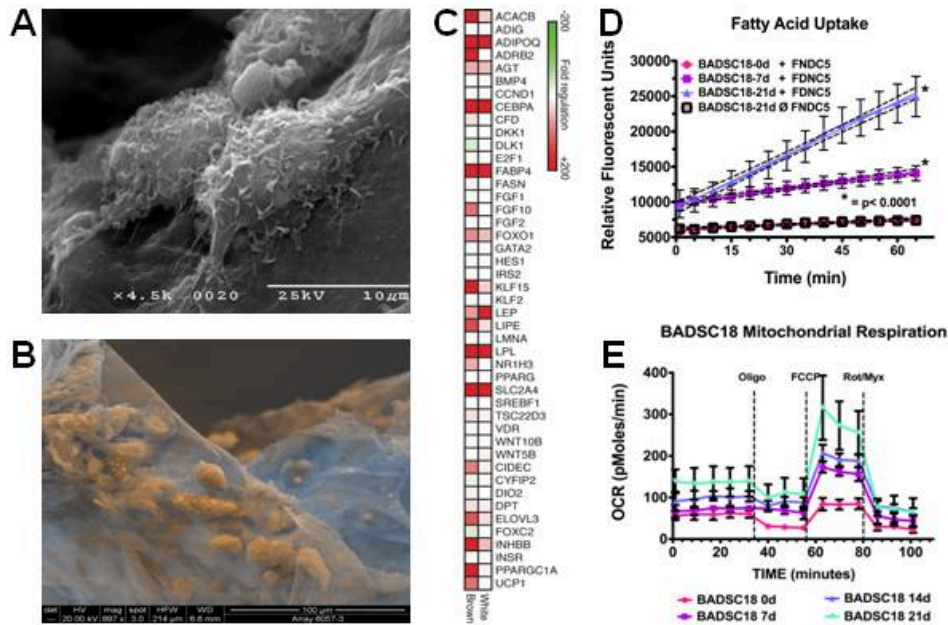 A
×4.5k 0020 25kV 10μm
B
det HV mag spot HFW WD 100 µm
20.00 kV 897 x 3.0 214 µm 6.6 mm Array-6057-3
C
ACACB
ADIG
ADIPOQ
ADRB2
AGT
BMP4
CCND1
CEBPA
CFD
DKK1
DLK1
E2F1
FABP4
FASN
FGF1
FGF10
FGF2
FOXO1
GATA2
HES1
IRS2
KLF15
KLF2
LEP
LIPE
LMNA
LPL
NR1H3
PPARG
SLC2A4
SREBF1
TSC22D3
VDR
WNT10B
WNT5B
CIDEC
CYFIP2
DIO2
DPT
ELOVL3
FOXC2
INHBB
INSR
PPARGC1A
UCP1
Brown
White
-200
Fold regulation
+200
D
Fatty Acid Uptake
BADSC18-0d + FNDC5
BADSC18-7d + FDNC5
BADSC18-21d + FDNC5
BADSC18-21d Ø FNDC5
Relative Fluorescent Units
30000
25000
20000
15000
10000
5000
*
*
* = p< 0.0001
0 15 30 45 60
Time (min)
BADSC18 Mitochondrial Respiration
E
Oligo FCCP Rot/Myx
OCR (pMoles/min)
400
300
200
100
0
0 20 40 60 80 100
TIME (minutes)
BADSC18 0d BADSC18 14d
BADSC18 7d BADSC18 21d